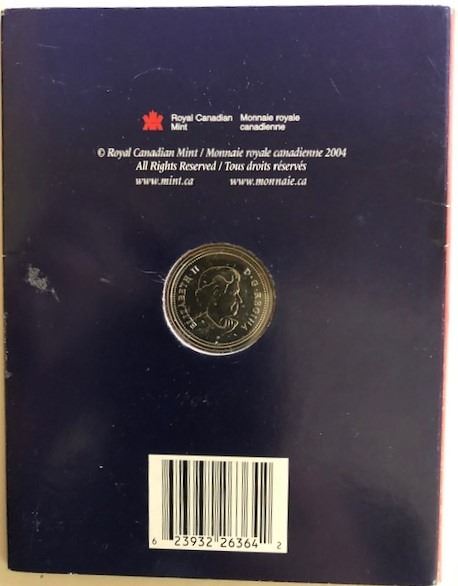 Royal Canadian Mint
Monnaie royale canadienne
© Royal Canadian Mint / Monnaie royale canadienne 2004
All Rights Reserved / Tous droits réservés
www.mint.ca www.monnaie.ca
ELIZABETH II D·G·REGINA
6 23932 26364 2